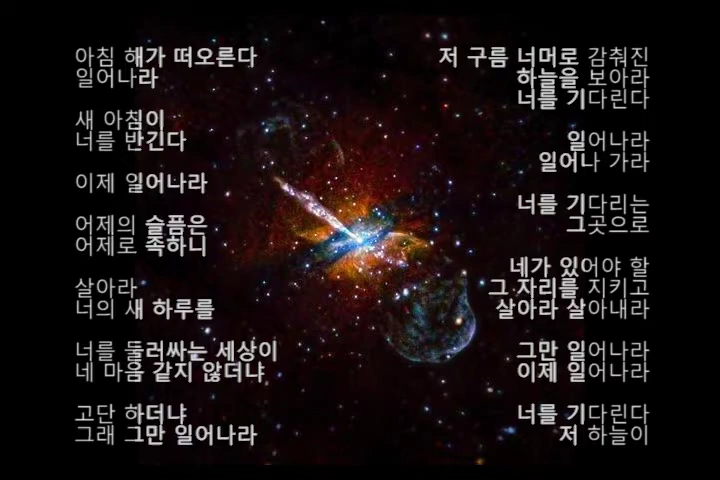 아침 해가 떠오른다
일어나라
새 아침이
너를 반긴다
이제 일어나라
어제의 슬픔은
어제로 족하니
살아라
너의 새 하루를
너를 둘러싸는 세상이
네 마음 같지 않더냐
고단 하더냐
그래 그만 일어나라
저 구름 너머로 감춰진
하늘을 보아라
너를 기다린다
일어나라
일어나 가라
너를 기다리는
그곳으로
네가 있어야 할
그 자리를 지키고
살아라 살아내라
그만 일어나라
이제 일어나라
너를 기다린다
저 하늘이